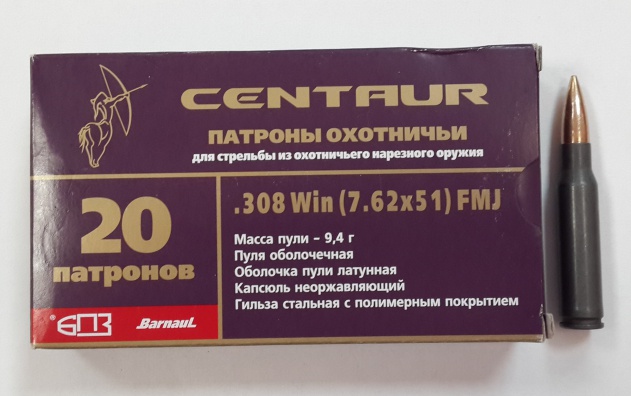 CENTAUR
ПАТРОНЫ ОХОТНИЧЬИ
для стрельбы из охотничьего нарезного оружия
20
патронов
.308 Win (7.62x51) FMJ
Масса пули - 9,4 г
Пуля оболочечная
Оболочка пули латунная
Капсюль неоржавляющий
Гильза стальная с полимерным покрытием
®БПЗ
BarnauL